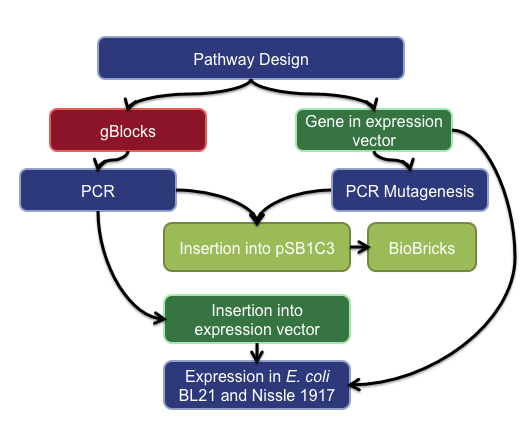 Pathway Design
gBlocks
Gene in expression
vector
PCR
PCR Mutagenesis
Insertion into pSB1C3
BioBricks
Insertion into
expression vector
Expression in E. coli
BL21 and Nissle 1917